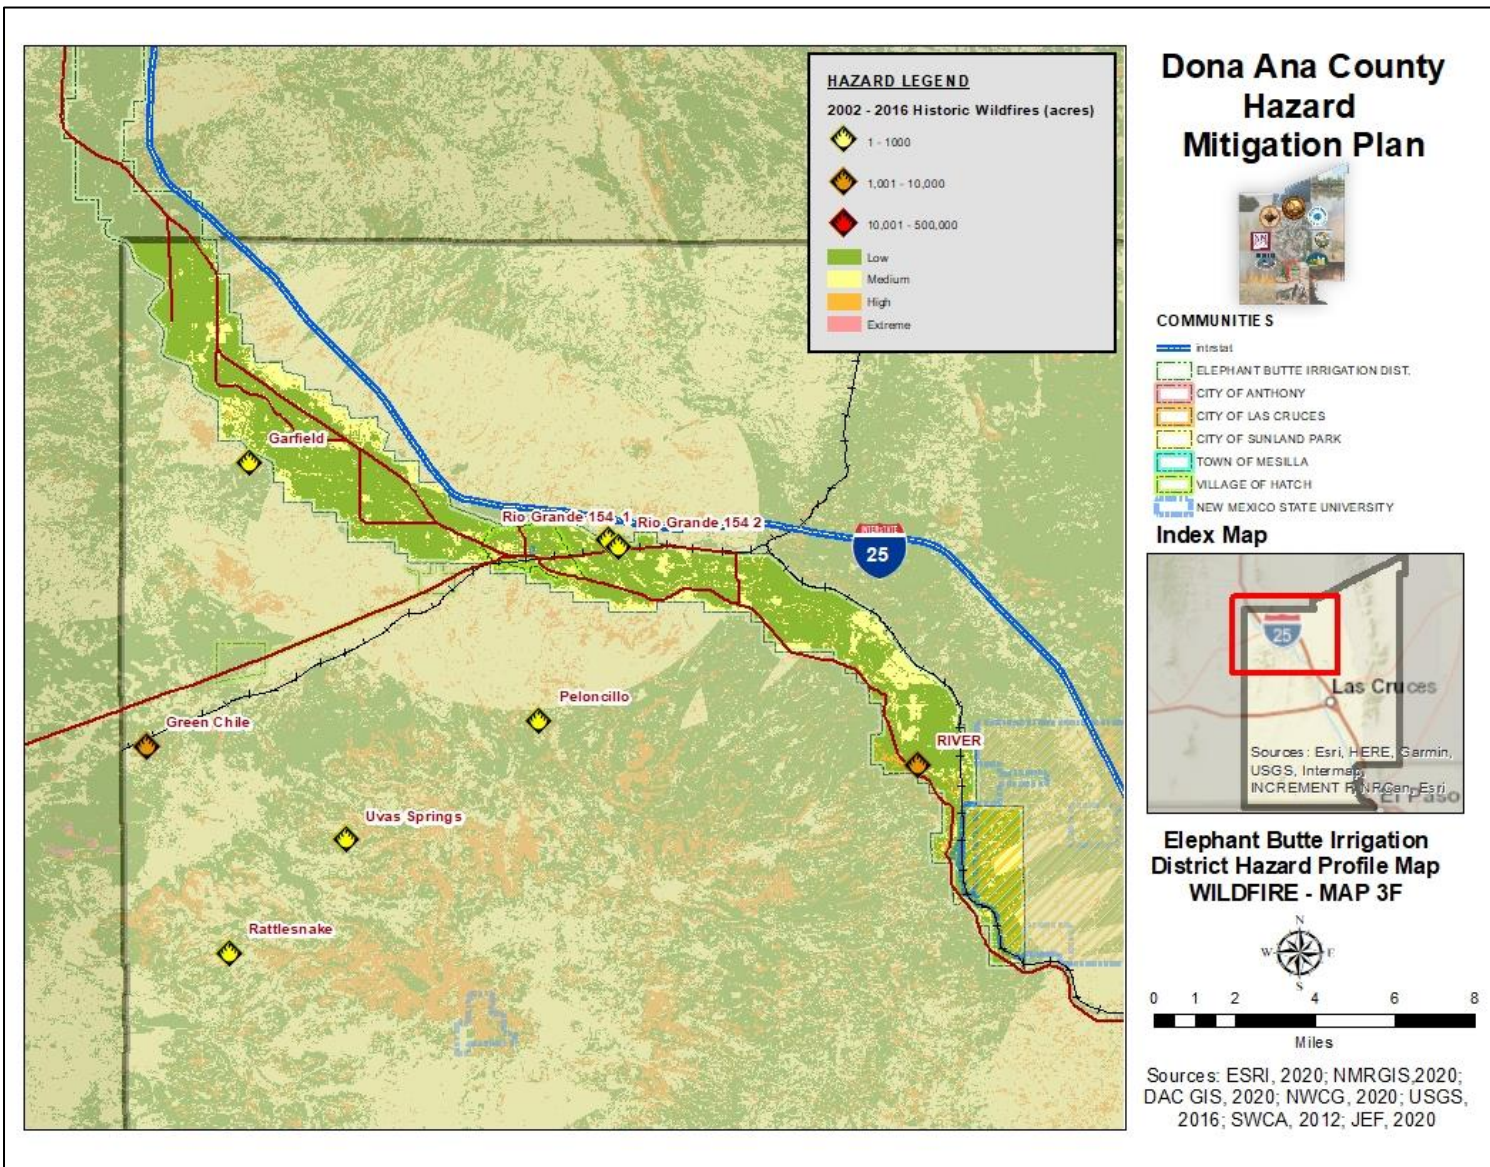 HAZARD LEGEND
2002 - 2016 Historic Wildfires (acres)
1 - 1000
1,001 - 10,000
10,001 - 500,000
Low
Medium
High
Extreme
Garfield
Rio Grande 154 1
Rio Grande 154 2
25
Peloncillo
Green Chile
RIVER
Uvas Springs
Rattlesnake
Dona Ana County
Hazard
Mitigation Plan
COMMUNITIES
intrstat
ELEPHANT BUTTE IRRIGATION DIST.
CITY OF ANTHONY
CITY OF LAS CRUCES
CITY OF SUNLAND PARK
TOWN OF MESILLA
VILLAGE OF HATCH
NEW MEXICO STATE UNIVERSITY
Index Map
25
Las Cruces
Sources: Esri, HERE, Garmin,
USGS, Intermap,
INCREMENT P, NRCan, Esri
El Paso
Elephant Butte Irrigation
District Hazard Profile Map
WILDFIRE - MAP 3F
N
W E
S
0 1 2 4 6 8
Miles
Sources: ESRI, 2020; NMRGIS,2020;
DAC GIS, 2020; NWCG, 2020; USGS,
2016; SWCA, 2012; JEF, 2020